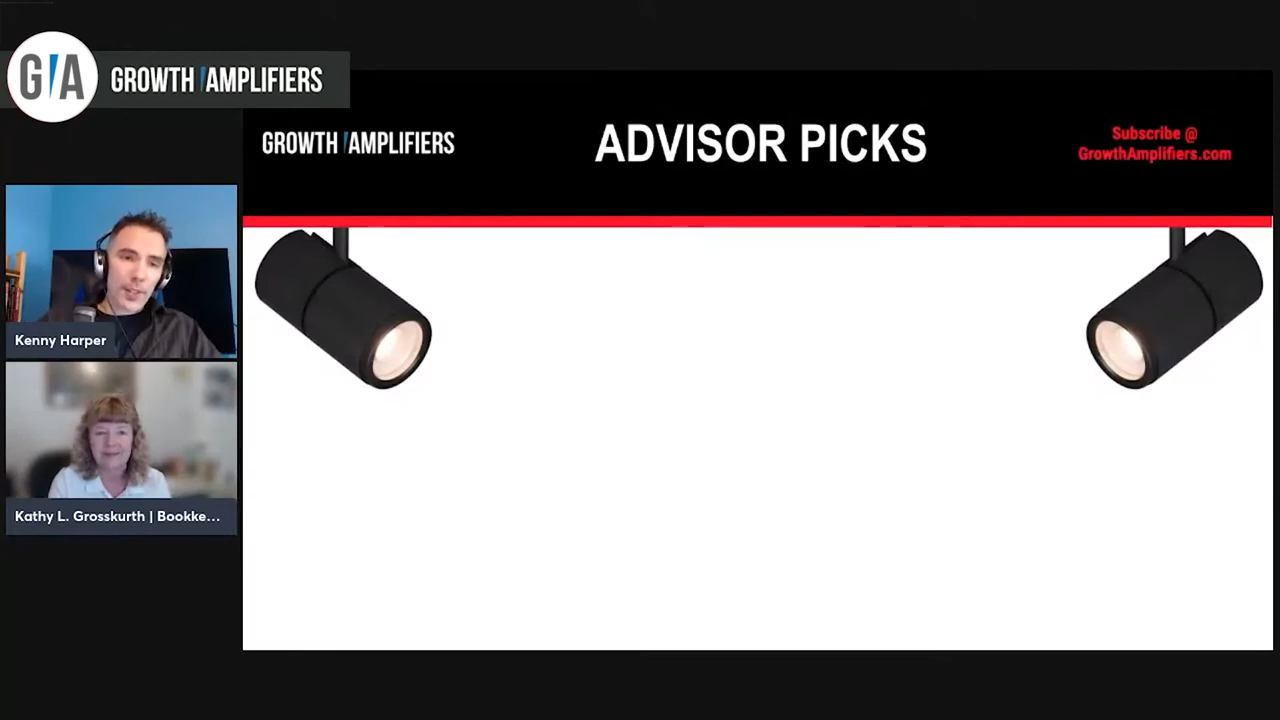 G/A GROWTH AMPLIFIERS
GROWTH AMPLIFIERS
ADVISOR PICKS
Subscribe @
GrowthAmplifiers.com
Kenny Harper
Kathy L. Grosskurth | Bookke...